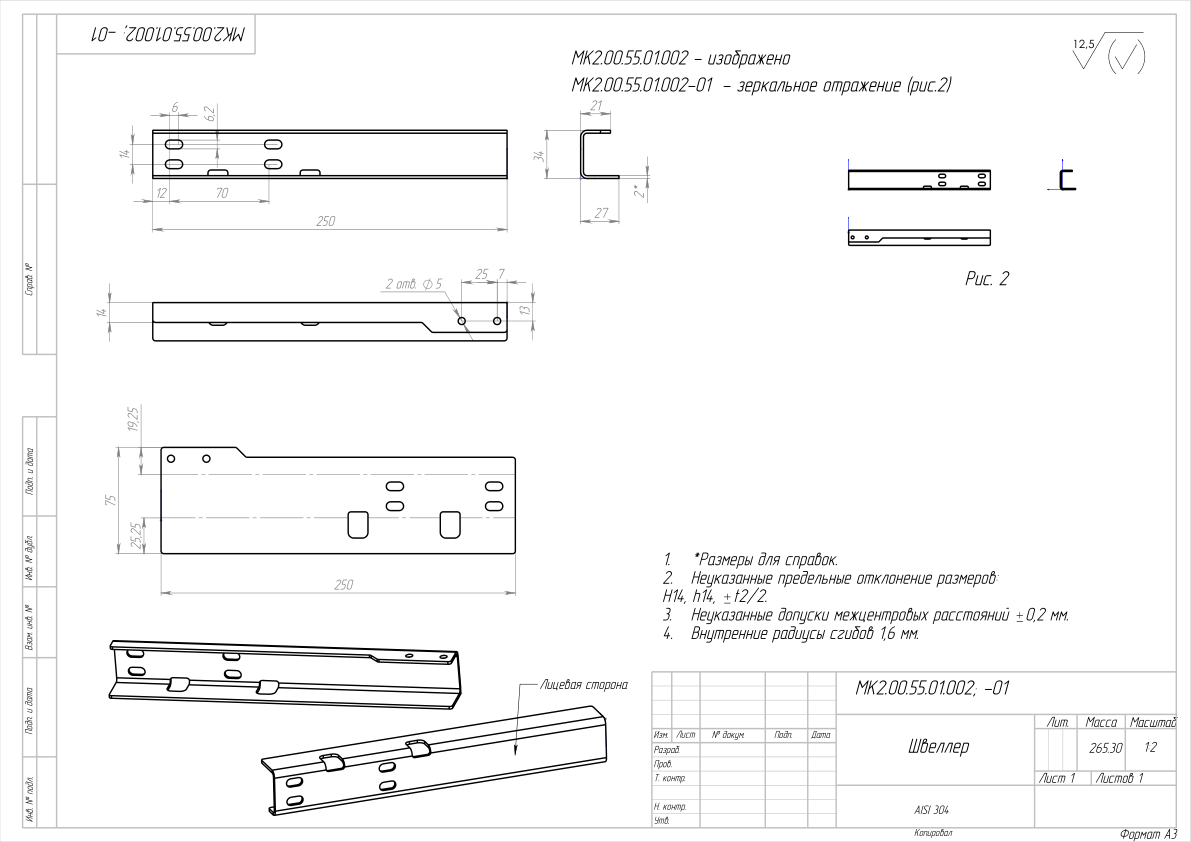 МК2.00.55.01.002; -01
МК2.00.55.01.002 - изображено
МК2.00.55.01.002-01 - зеркальное отражение (рис.2)
12,5
6
6,2
14
12
70
250
21
34
2*
27
Рис. 2
14
2 отв. ∅5
25
7
13
19,25
75
25,25
250
1. *Размеры для справок.
2. Неуказанные предельные отклонение размеров:
H14, h14, ±t2/2.
3. Неуказанные допуски межцентровых расстояний ±0,2 мм.
4. Внутренние радиусы сгибов 1,6 мм.
Лицевая сторона
Справ. №
Подп. и дата
Инв. № дубл.
Взам. инв. №
Подп. и дата
Инв. № подл.
МК2.00.55.01.002; -01
Изм. Лист № докум. Подп. Дата
Разраб.
Пров.
Т. контр.
Н. контр.
Утв.
Швеллер
Лит. Масса Масштаб
265.30 1:2
Лист 1 Листов 1
AISI 304
Копировал
Формат А3